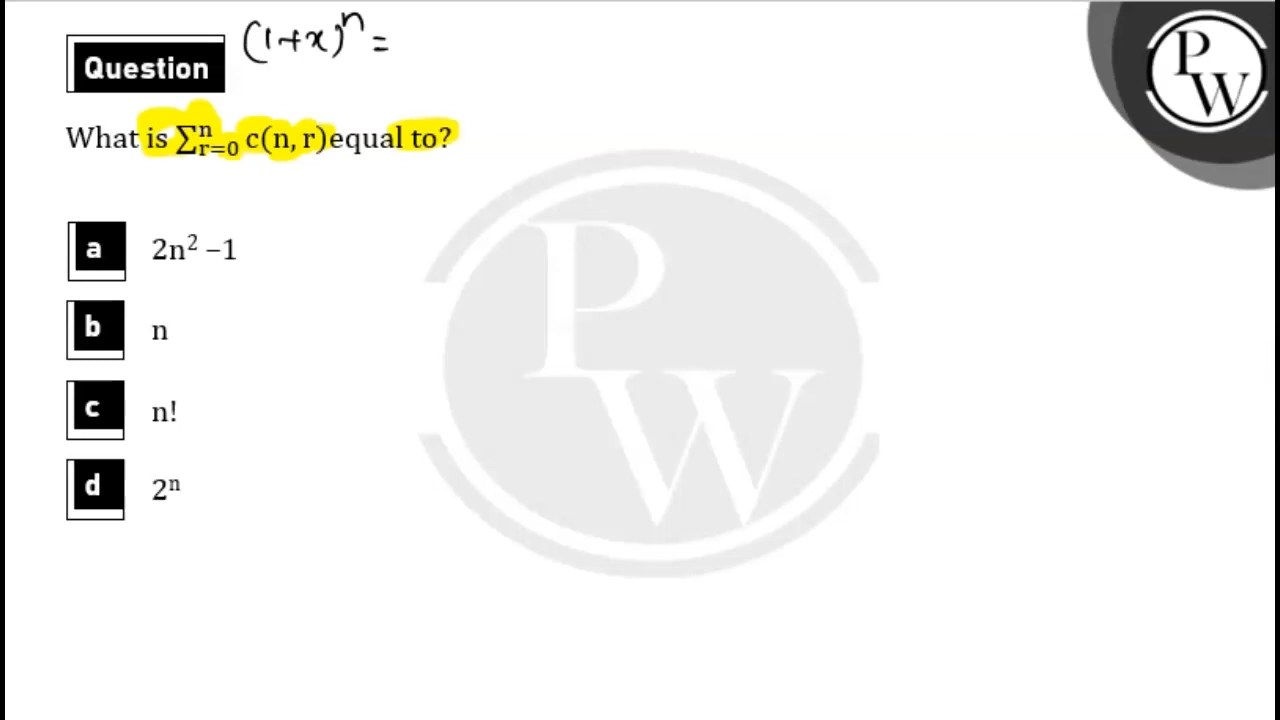 (1+x)ⁿ =
Question
What is ∑ⁿᵣ₌₀ c(n, r)equal to?
a 2n² –1
b n
c n!
d 2ⁿ
P
W
P
W